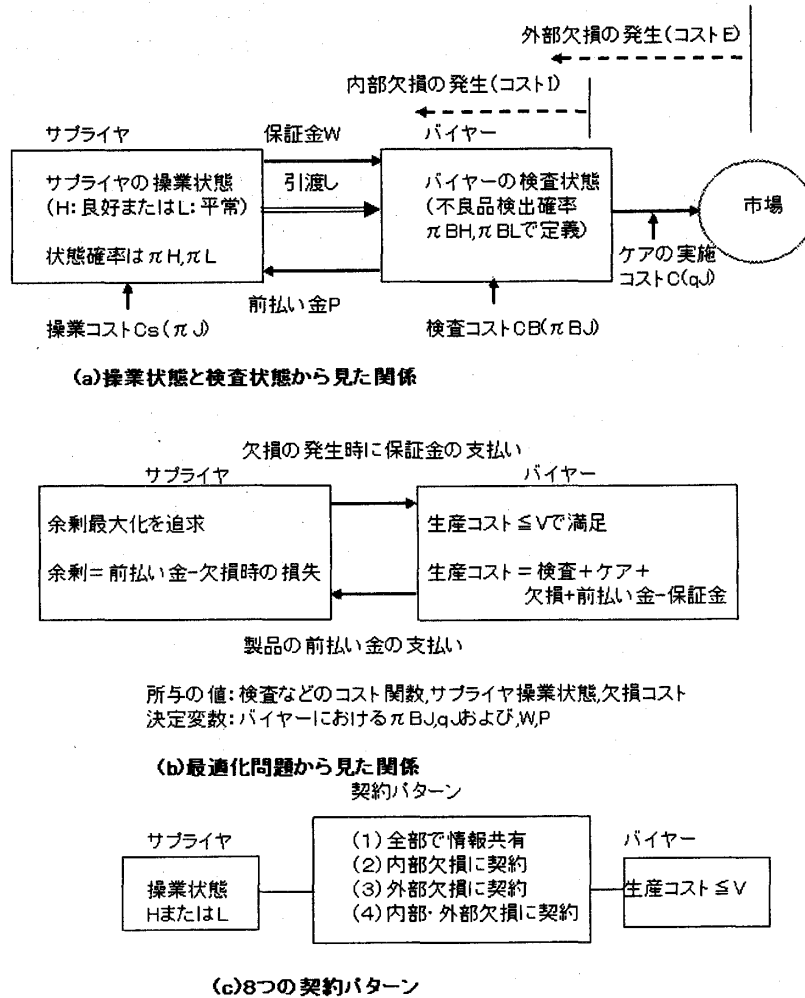 外部欠損の発生(コストE)
内部欠損の発生(コストI)
サプライヤ
保証金W
バイヤー
サプライヤの操業状態
(H:良好またはL:平常)
状態確率はπH,πL
引渡し
バイヤーの検査状態
(不良品検出確率
πBH,πBLで定義)
市場
ケアの実施
コストC(qJ)
前払い金P
操業コストCs(πJ)
検査コストCB(πBJ)
(a)操業状態と検査状態から見た関係
欠損の発生時に保証金の支払い
サプライヤ
バイヤー
余剰最大化を追求
余剰=前払い金-欠損時の損失
生産コスト≦Vで満足
生産コスト=検査+ケア+
欠損+前払い金-保証金
製品の前払い金の支払い
所与の値:検査などのコスト関数,サプライヤ操業状態,欠損コスト
決定変数:バイヤーにおけるπBJ,qJおよび,W,P
(b)最適化問題から見た関係
契約パターン
サプライヤ
バイヤー
操業状態
HまたはL
(1)全部で情報共有
(2)内部欠損に契約
(3)外部欠損に契約
(4)内部・外部欠損に契約
生産コスト≦V
(c)8つの契約パターン